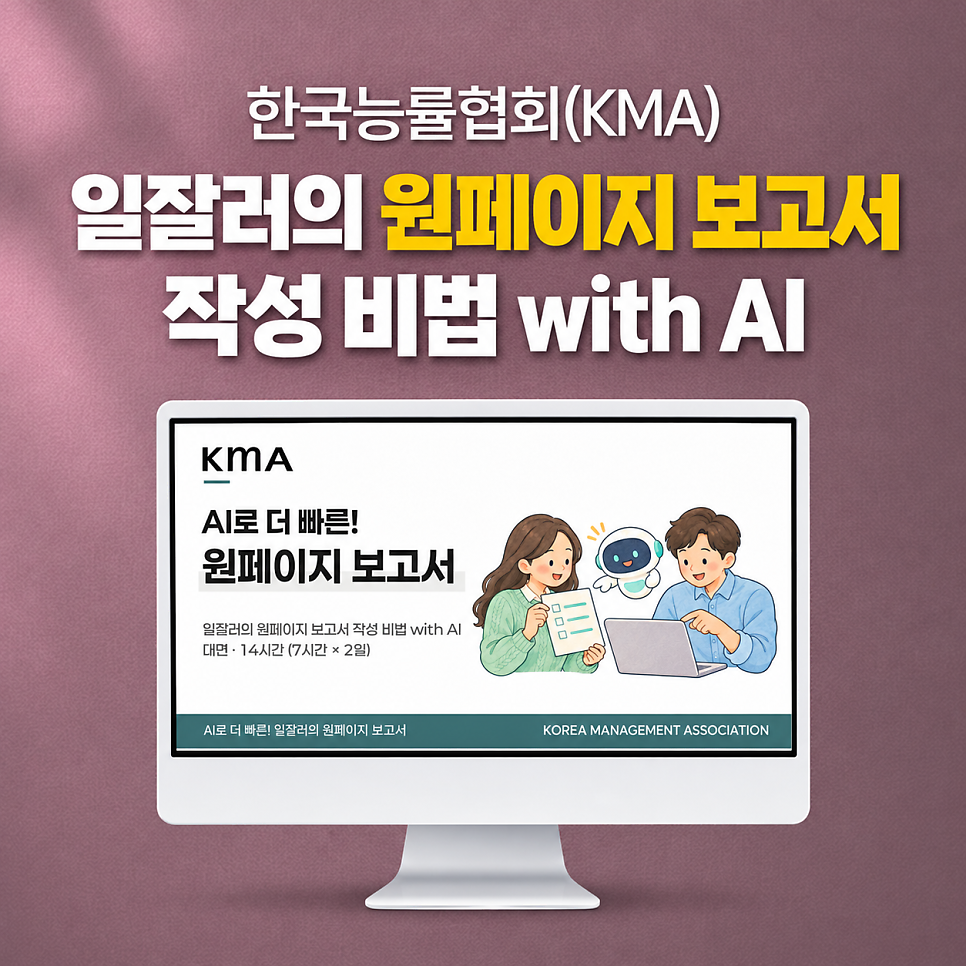 한국능률협회(KMA)
일잘러의 원페이지 보고서
작성 비법 with AI
KMA
AI로 더 빠른!
원페이지 보고서
일잘러의 원페이지 보고서 작성 비법 with AI
대면 · 14시간 (7시간 × 2일)
AI로 더 빠른! 일잘러의 원페이지 보고서
KOREA MANAGEMENT ASSOCIATION